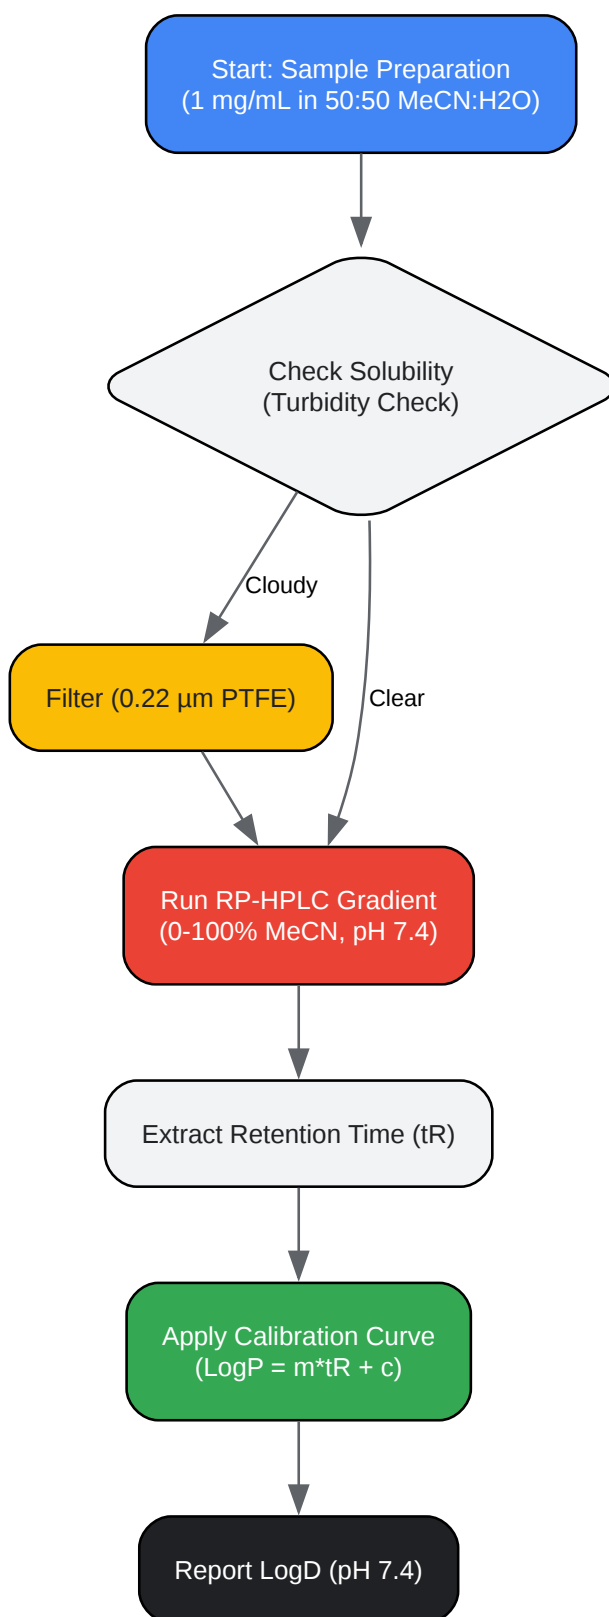 Start: Sample Preparation
(1 mg/mL in 50:50 MeCN:H2O)
Check Solubility
(Turbidity Check)
Cloudy
Filter (0.22 µm PTFE)
Clear
Run RP-HPLC Gradient
(0-100% MeCN, pH 7.4)
Extract Retention Time (tR)
Apply Calibration Curve
(LogP = m*tR + c)
Report LogD (pH 7.4)